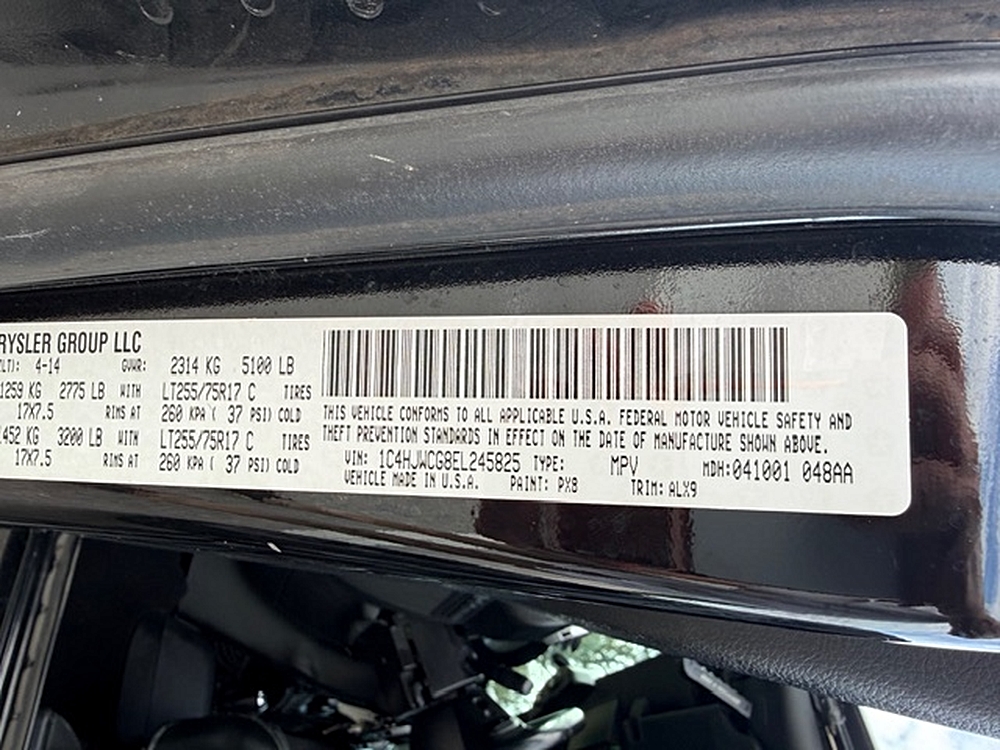 RYSLER GROUP LLC
LT): 4-14 GVWR: 2314 KG 5100 LB
1259 KG 2775 LB WITH LT255/75R17 C TIRES
17X7.5 RIMS AT 260 KPA ( 37 PSI) COLD
1452 KG 3200 LB WITH LT255/75R17 C TIRES
17X7.5 RIMS AT 260 KPA ( 37 PSI) COLD
THIS VEHICLE CONFORMS TO ALL APPLICABLE U.S.A. FEDERAL MOTOR VEHICLE SAFETY AND
THEFT PREVENTION STANDARDS IN EFFECT ON THE DATE OF MANUFACTURE SHOWN ABOVE.
VIN: 1C4HJWCG8EL245825 TYPE: MPV MDH:041001 048AA
VEHICLE MADE IN U.S.A. PAINT: PX8 TRIM: ALX9